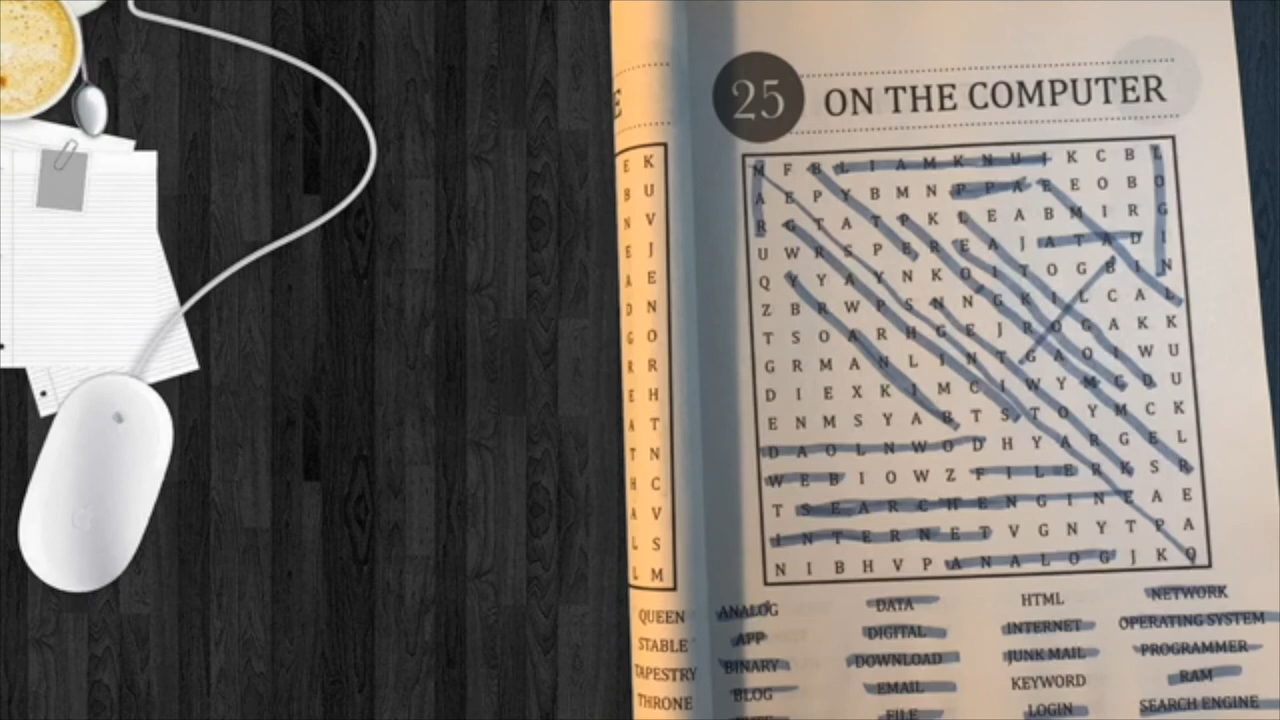 25 ON THE COMPUTER
E K
B U
N V
E J
A E
D N
G O
R R
E H
A T
T N
H C
A V
L S
L M
M F B L I A M K N U J K C B L
A E P Y B M N P P A E E O B O
R G T A T P K L E A B M I R G
U W R S P E R E A J A T A D I
Q Y Y A Y N K O I T O G B I N
Z B R W P S N N G K I L C A L
T S O A R H G E J R O G A K K
G R M A N L I N T G A O I W U
D I E X K I M C I W Y M C D U
E N M S Y A B T S T O Y M C K
D A O L N W O D H Y A R G E L
W E B I O W Z F I L E R K S R
T S E A R C H E N G I N E A E
I N T E R N E T V G N Y T P A
N I B H V P A N A L O G J K Q
QUEEN
STABLE
TAPESTRY
THRONE
ANALOG
APP
BINARY
BLOG
DATA
DIGITAL
DOWNLOAD
EMAIL
FILE
HTML
INTERNET
JUNK MAIL
KEYWORD
LOGIN
NETWORK
OPERATING SYSTEM
PROGRAMMER
RAM
SEARCH ENGINE